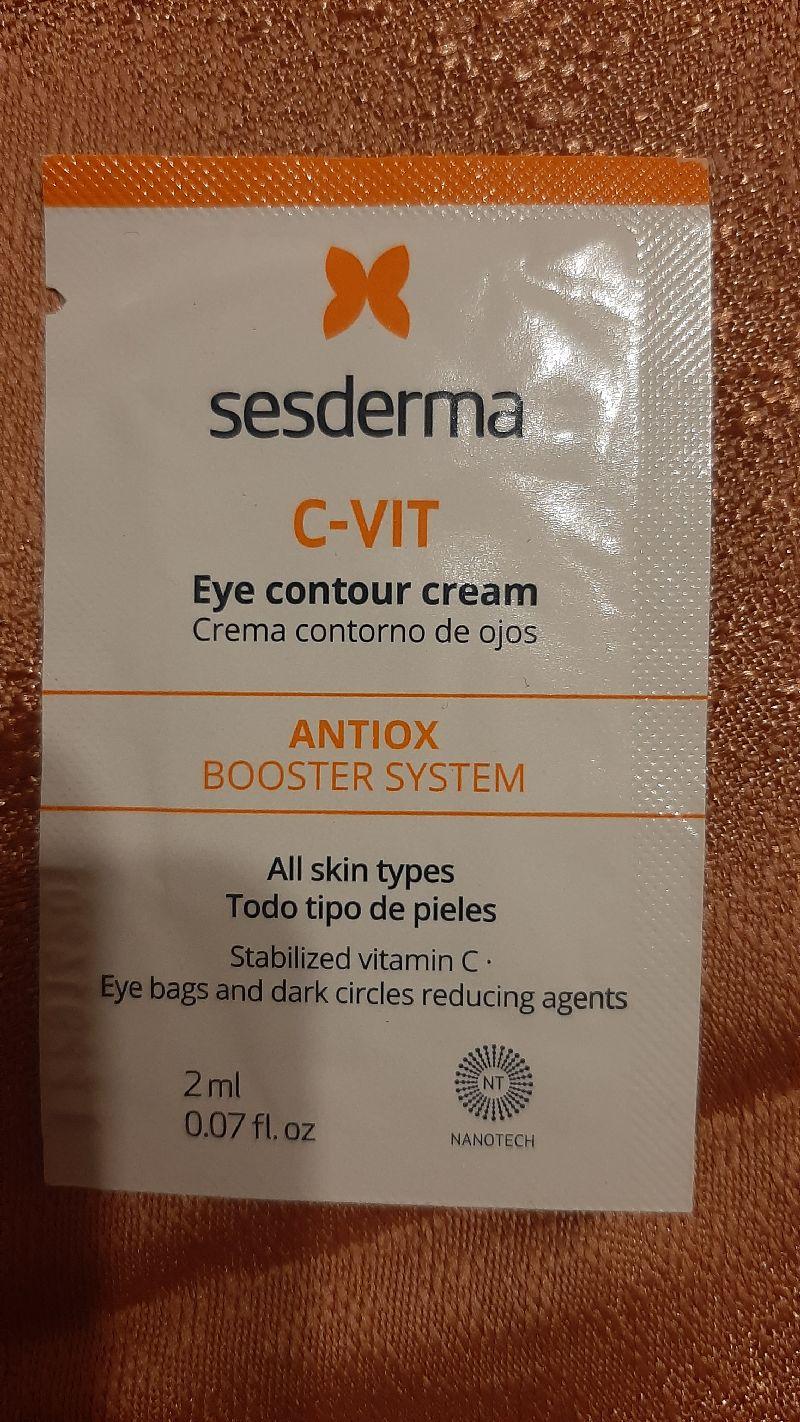 sesderma
C-VIT
Eye contour cream
Crema contorno de ojos
ANTIOX
BOOSTER SYSTEM
All skin types
Todo tipo de pieles
Stabilized vitamin C ·
Eye bags and dark circles reducing agents
2 ml
0.07 fl. oz
NT
NANOTECH